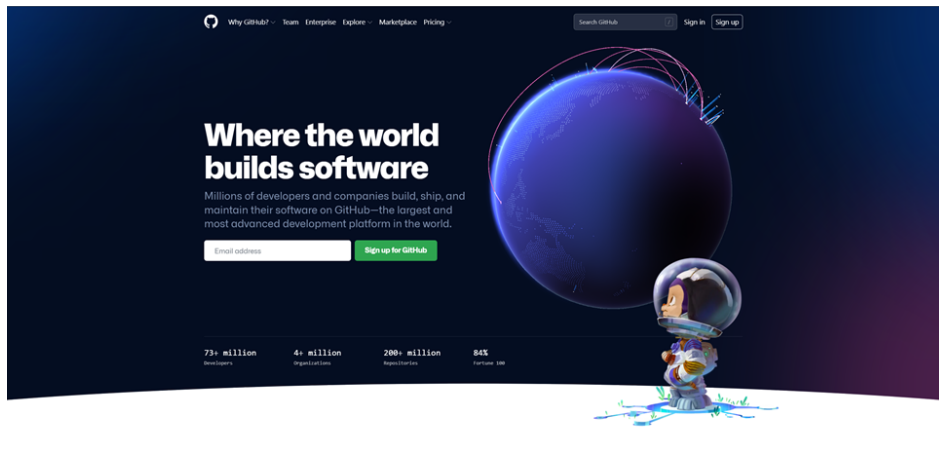 Why GitHub? Team Enterprise Explore Marketplace Pricing
Search GitHub /
Sign in Sign up
Where the world
builds software
Millions of developers and companies build, ship, and
maintain their software on GitHub—the largest and
most advanced development platform in the world.
Email address Sign up for GitHub
73+ million 4+ million 200+ million 84%
Developers Organizations Repositories Fortune 100